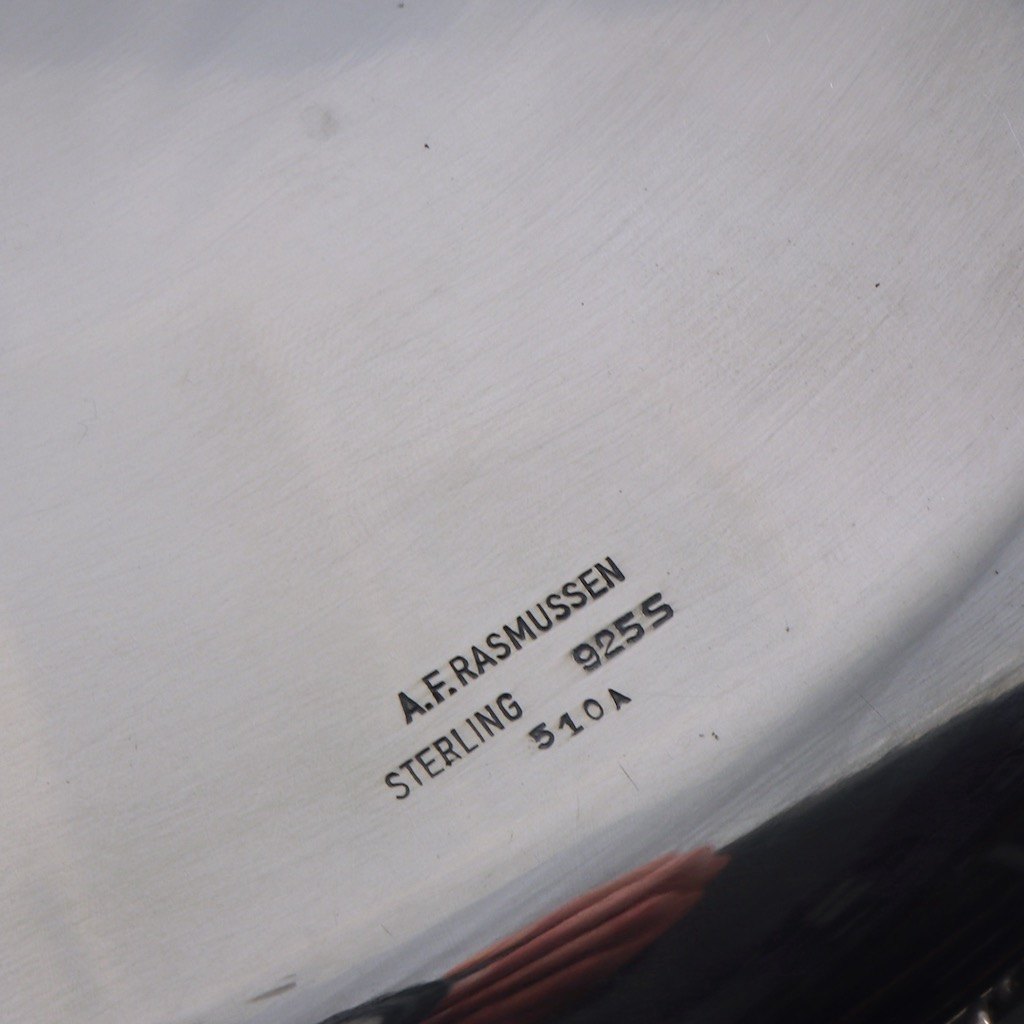 A.F.RASMUSSEN
STERLING 925S
510A